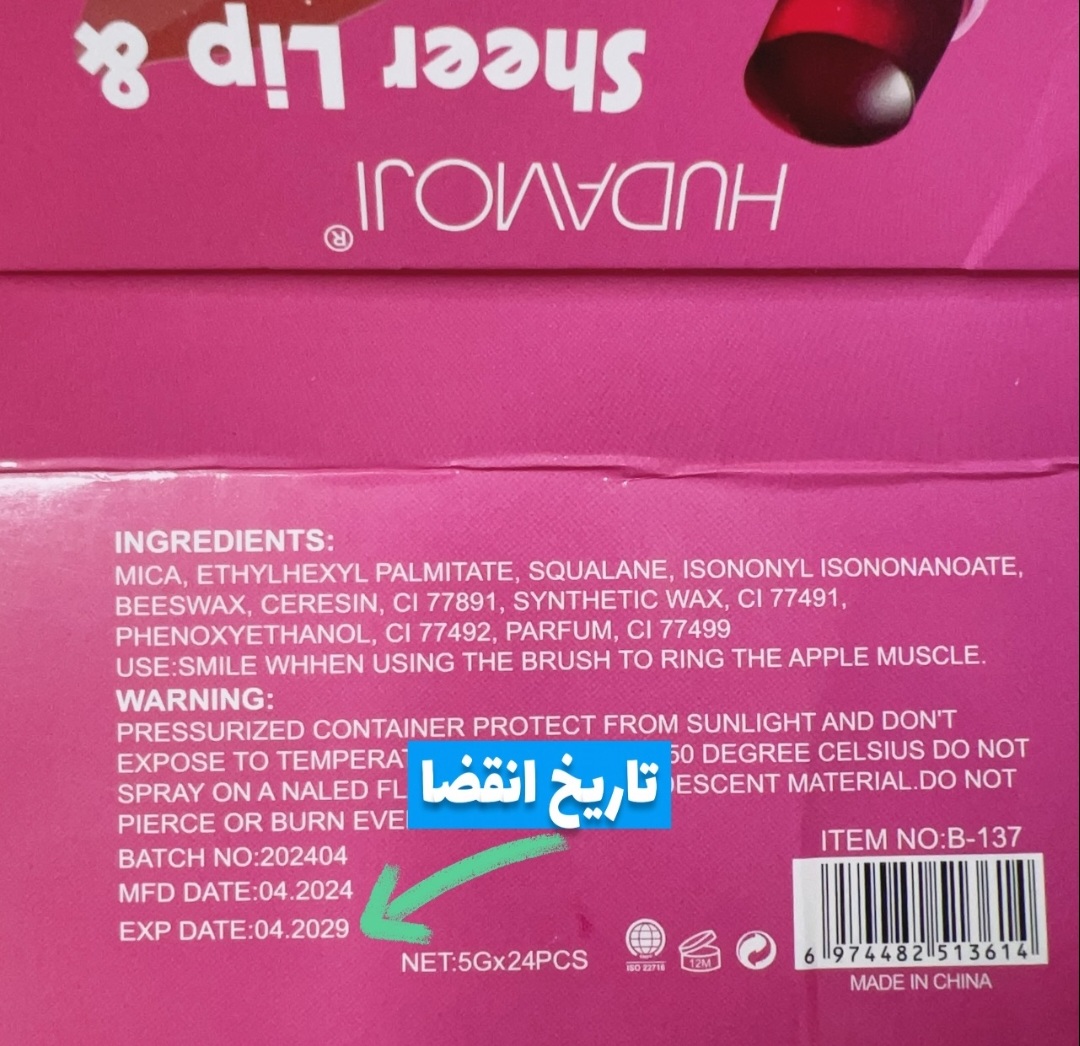 Sheer Lip &
HUDAMOJI®
INGREDIENTS:
MICA, ETHYLHEXYL PALMITATE, SQUALANE, ISONONYL ISONONANOATE,
BEESWAX, CERESIN, CI 77891, SYNTHETIC WAX, CI 77491,
PHENOXYETHANOL, CI 77492, PARFUM, CI 77499
USE:SMILE WHHEN USING THE BRUSH TO RING THE APPLE MUSCLE.
WARNING:
PRESSURIZED CONTAINER PROTECT FROM SUNLIGHT AND DON'T
EXPOSE TO 50 DEGREE CELSIUS DO NOT
SPRAY ON A NALED MATERIAL.DO NOT
PIERCE OR BURN
تاریخ انقضا
BATCH NO:202404
MFD DATE:04.2024
EXP DATE:04.2029
NET:5Gx24PCS
ISO 22716
12M
ITEM NO:B-137
6 974482 513614
MADE IN CHINA